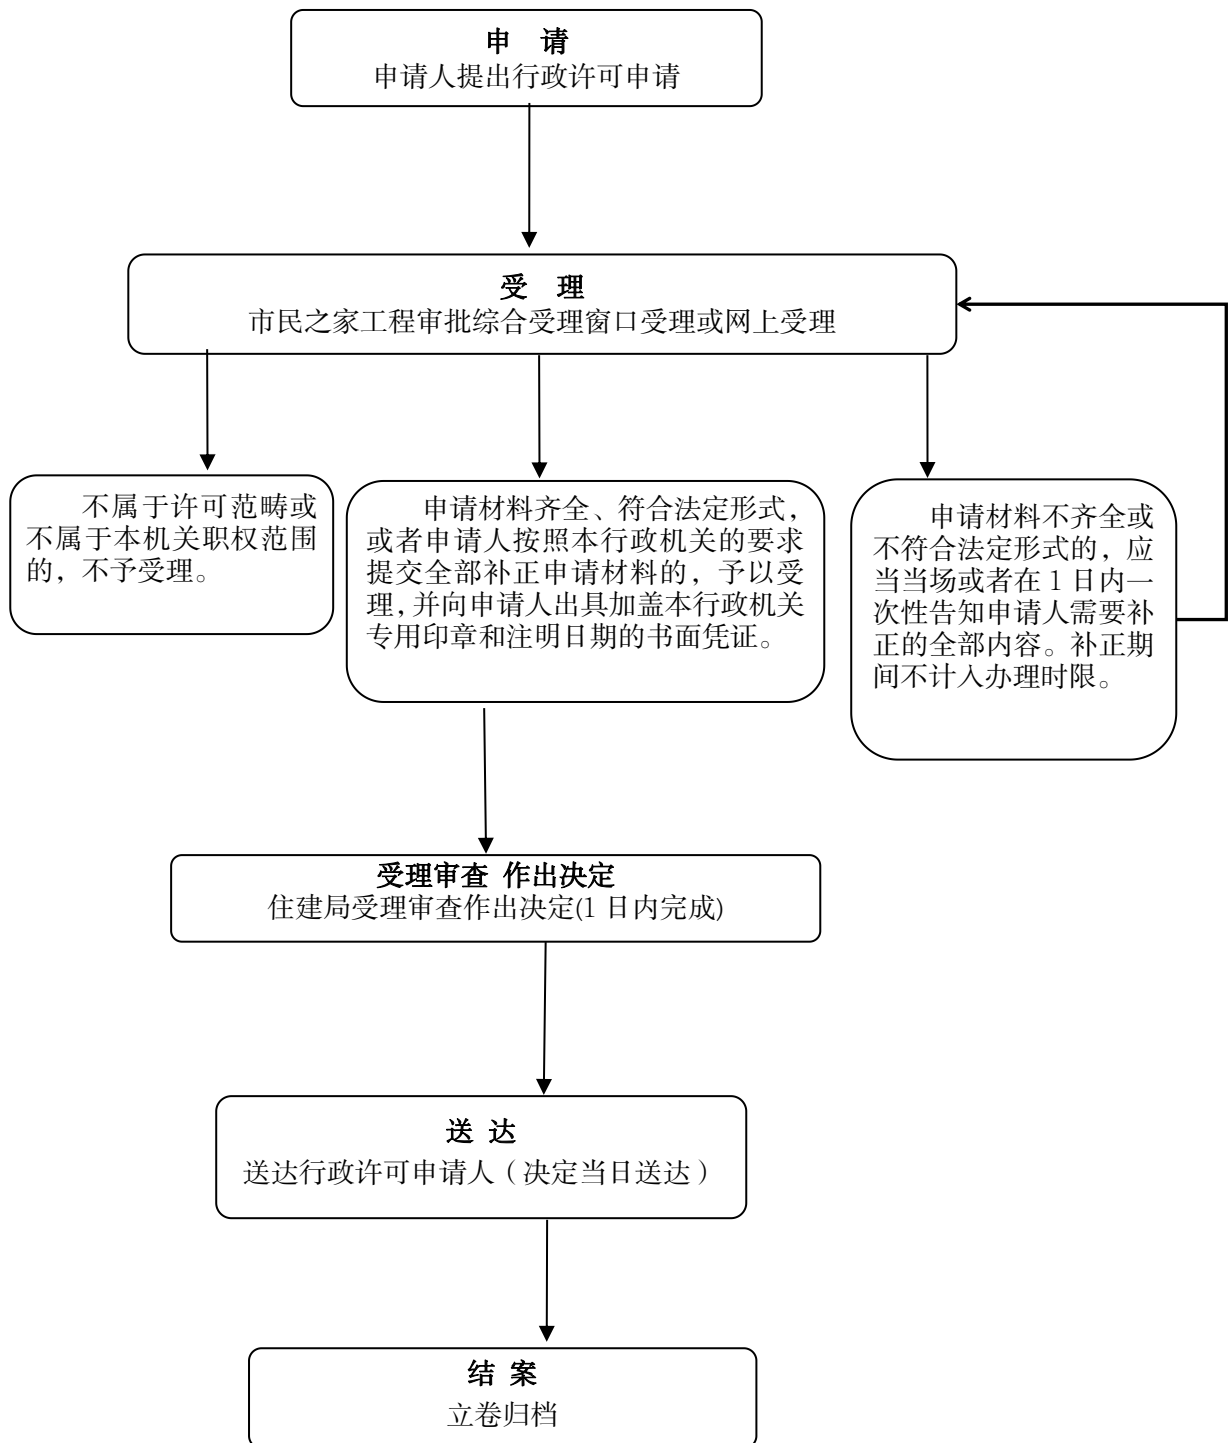 申 请
申请人提出行政许可申请
受 理
市民之家工程审批综合受理窗口受理或网上受理
不属于许可范畴或
不属于本机关职权范围
的，不予受理。
申请材料齐全、符合法定形式，
或者申请人按照本行政机关的要求
提交全部补正申请材料的，予以受
理，并向申请人出具加盖本行政机关
专用印章和注明日期的书面凭证。
申请材料不齐全或
不符合法定形式的，应
当当场或者在 1 日内一
次性告知申请人需要补
正的全部内容。补正期
间不计入办理时限。
受理审查 作出决定
住建局受理审查作出决定(1 日内完成)
送 达
送达行政许可申请人（决定当日送达）
结 案
立卷归档